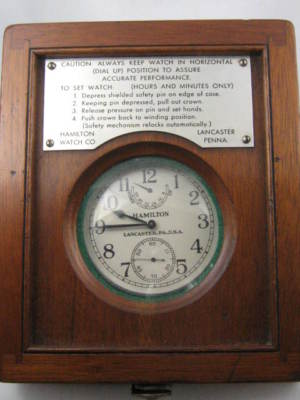 CAUTION: ALWAYS KEEP WATCH IN HORIZONTAL
(DIAL UP) POSITION TO ASSURE
ACCURATE PERFORMANCE.
TO SET WATCH: (HOURS AND MINUTES ONLY)
1. Depress shielded safety pin on edge of case.
2. Keeping pin depressed, pull out crown.
3. Release pressure on pin and set hands.
4. Push crown back to winding position.
(Safety mechanism relocks automatically.)
HAMILTON LANCASTER
WATCH CO. PENNA.
12
11 1
2
9 3
HAMILTON
LANCASTER, PA., U.S.A.
8 4
7 5